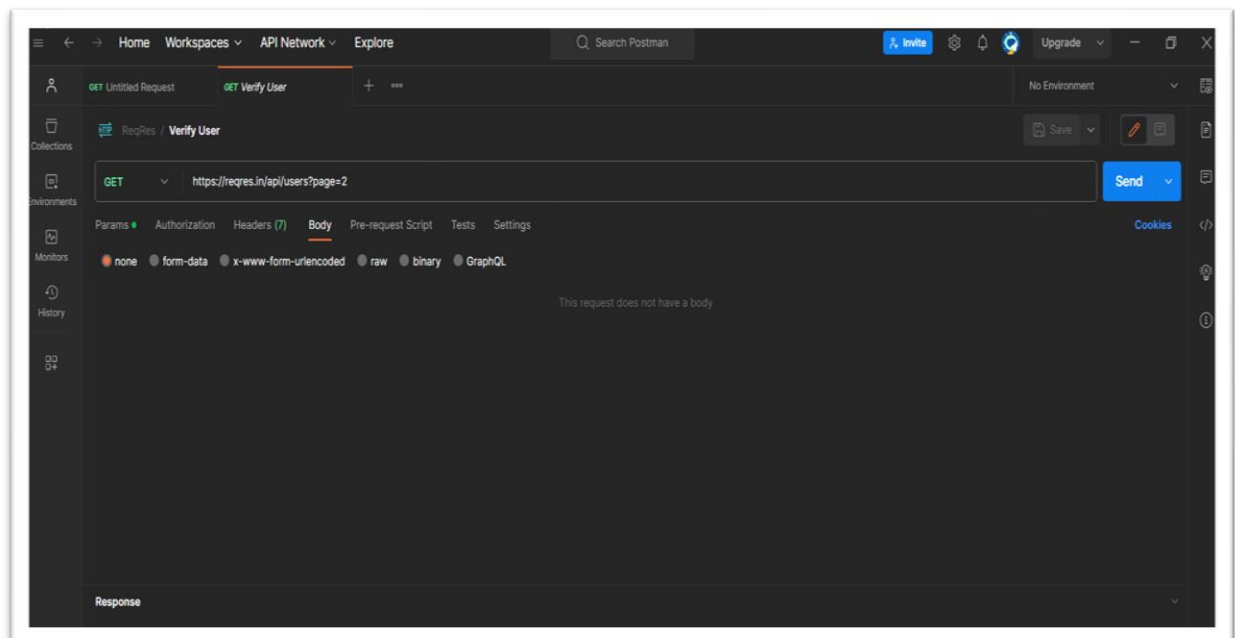 Home Workspaces API Network Explore Search Postman Invite Upgrade
GET Untitled Request GET Verify User No Environment
HTTP ReqRes / Verify User Save
Collections
GET https://reqres.in/api/users?page=2 Send
Environments
Params Authorization Headers (7) Body Pre-request Script Tests Settings Cookies
Monitors
none form-data x-www-form-urlencoded raw binary GraphQL
This request does not have a body
History
Response